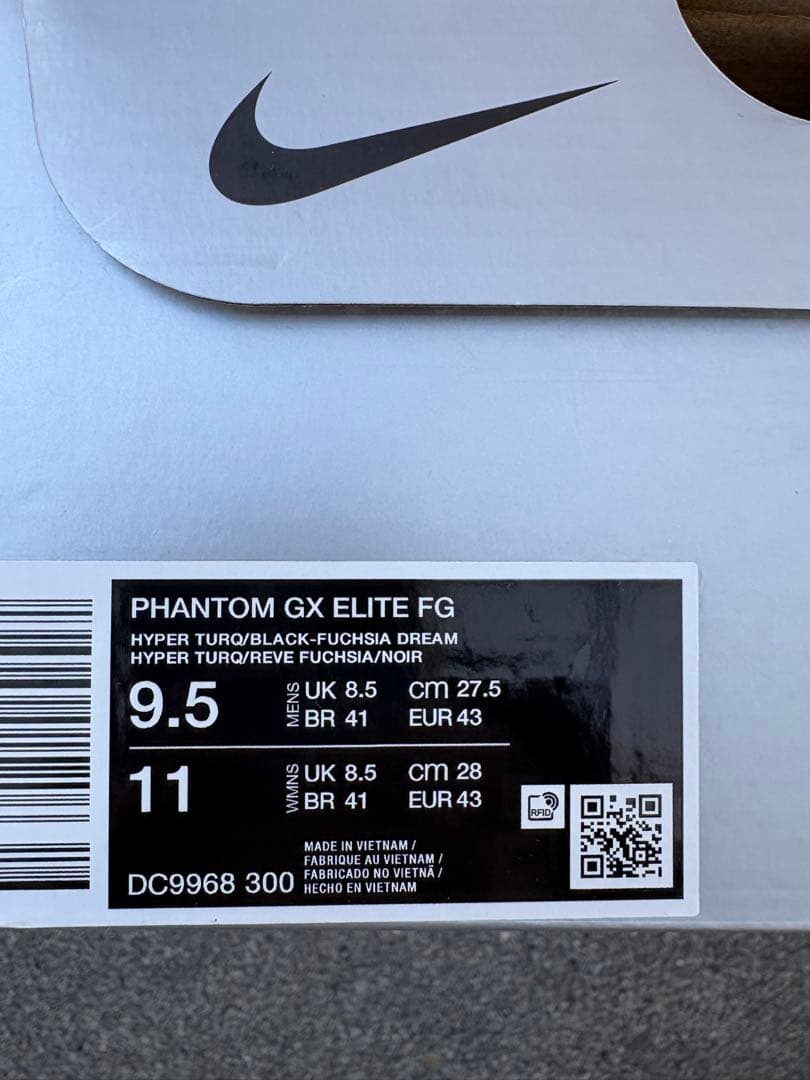 PHANTOM GX ELITE FG
HYPER TURQ/BLACK-FUCHSIA DREAM
HYPER TURQ/REVE FUCHSIA/NOIR
9.5 MENS UK 8.5 cm 27.5
BR 41 EUR 43
11 WMNS UK 8.5 cm 28
BR 41 EUR 43
RFID
DC9968 300
MADE IN VIETNAM /
FABRIQUE AU VIETNAM /
FABRICADO NO VIETNÃ /
HECHO EN VIETNAM